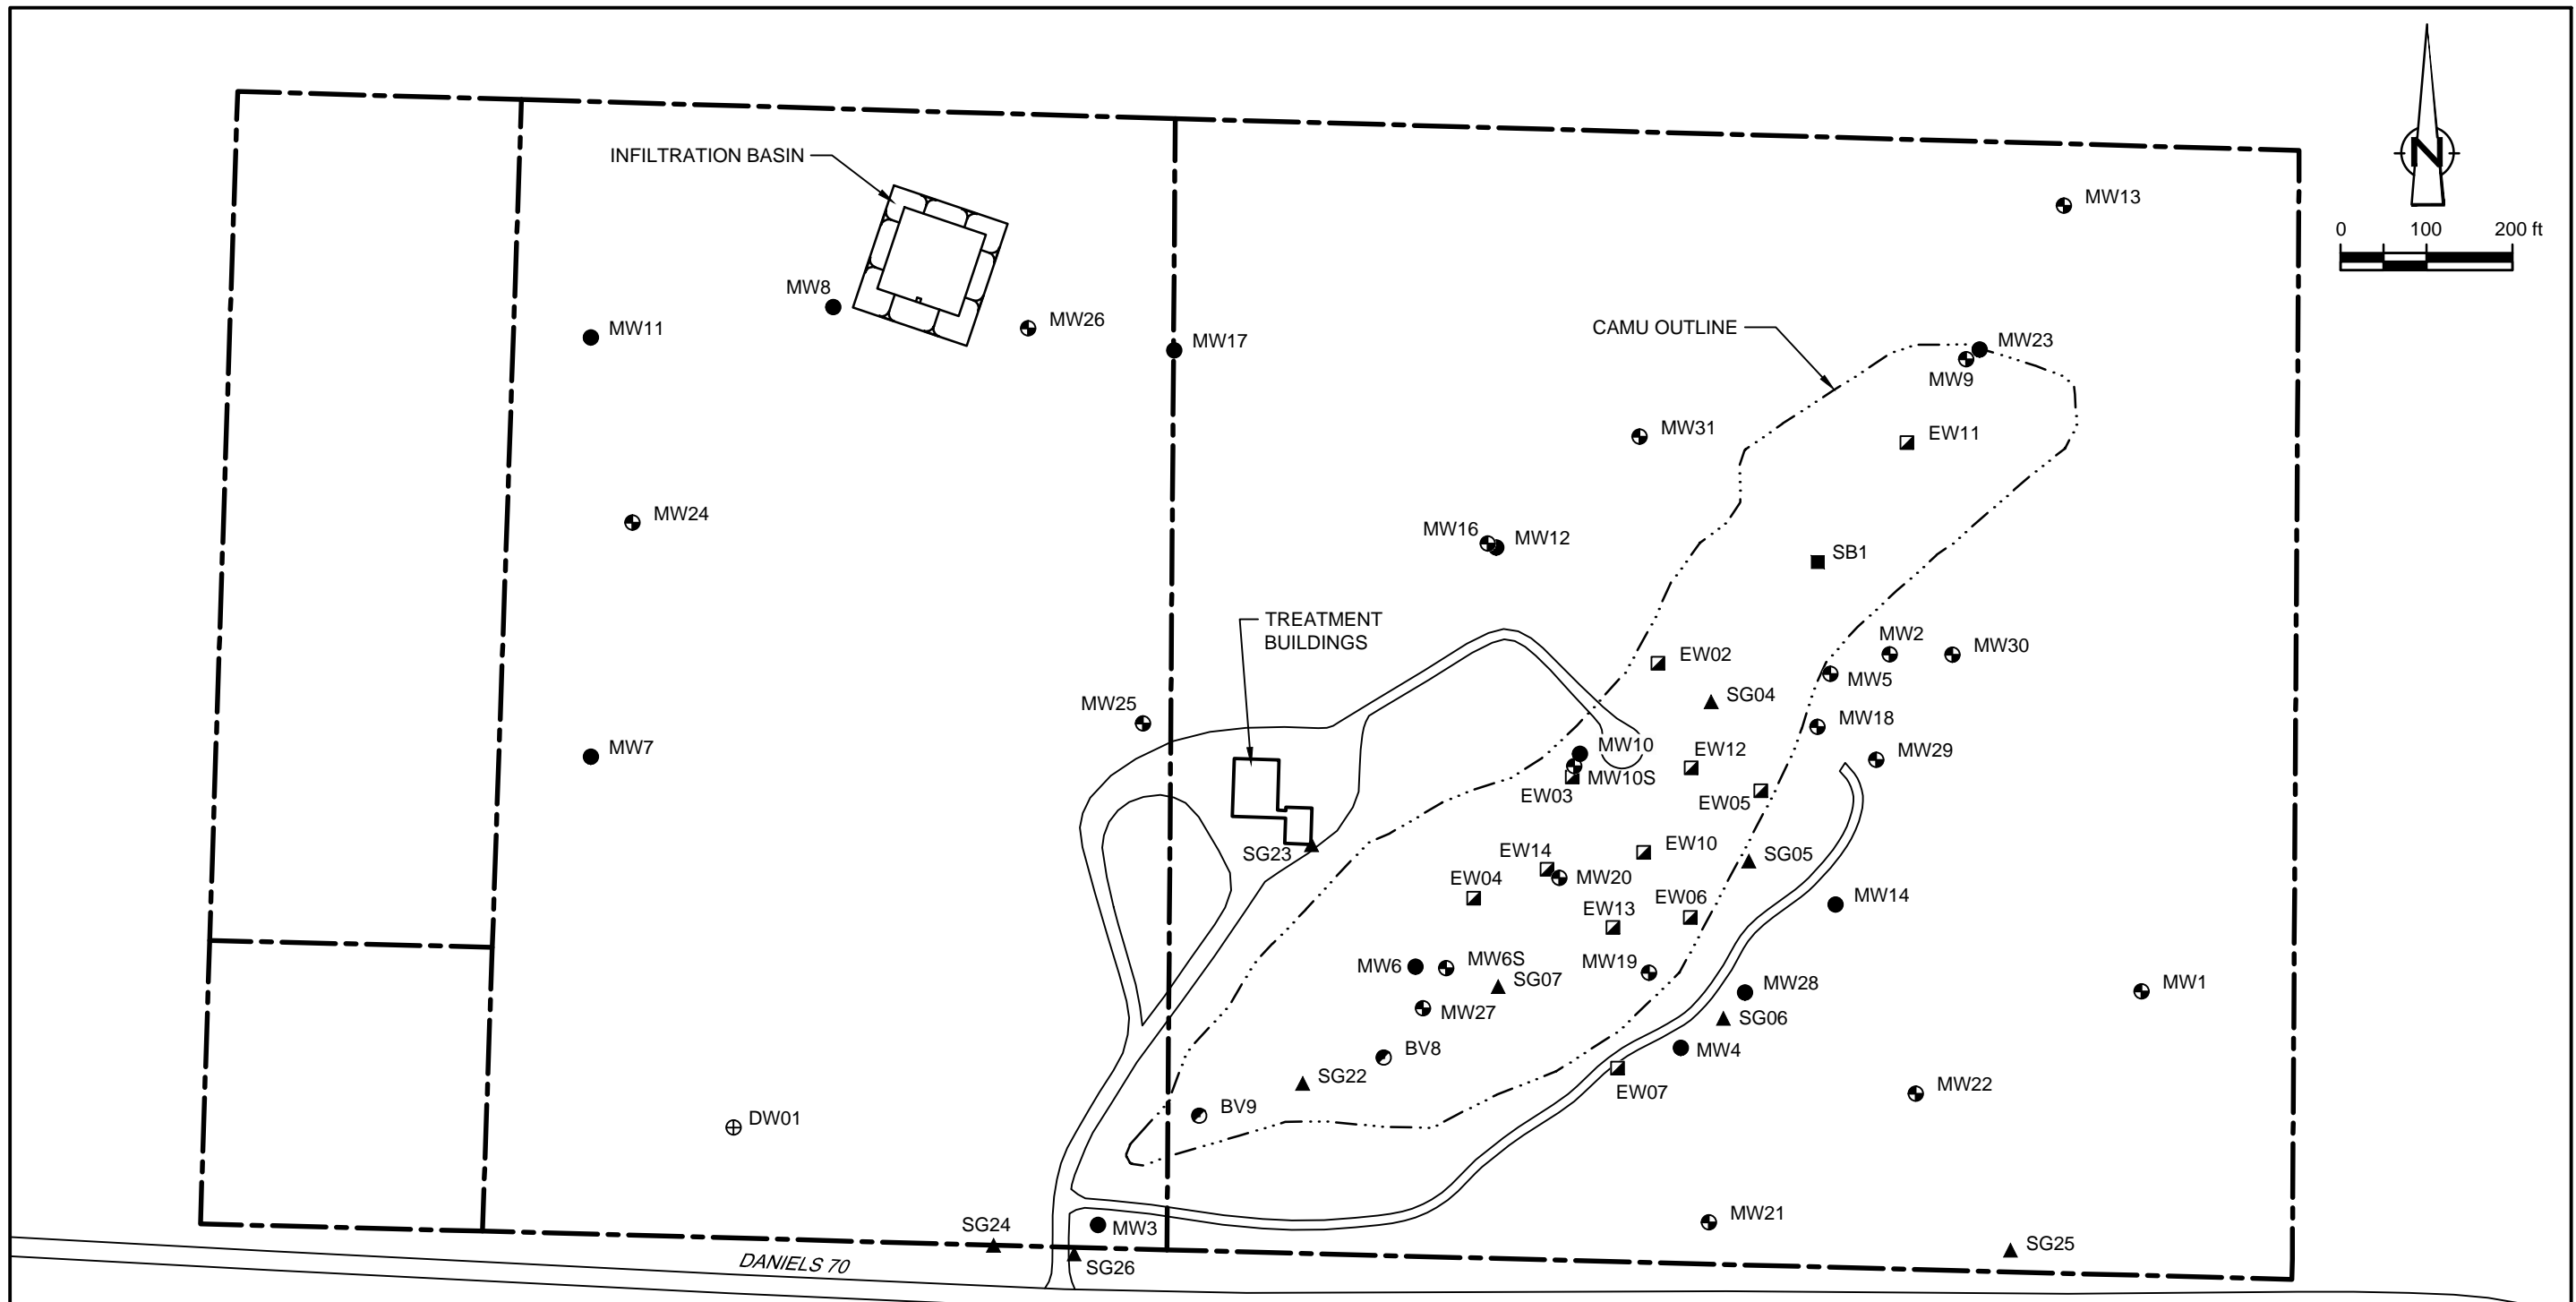 INFILTRATION BASIN
N
0 100 200 ft
MW13
MW8
MW26
MW11
MW17
CAMU OUTLINE
MW23
MW9
MW31
EW11
MW24
MW16
MW12
SB1
TREATMENT
BUILDINGS
MW2
MW30
EW02
MW5
SG04
MW25
MW18
MW7
MW10
EW12
MW29
MW10S
EW03
EW05
SG23
EW14
EW10
SG05
EW04
MW20
EW06
MW14
EW13
MW6
MW6S
MW19
SG07
MW28
MW1
MW27
SG06
BV8
MW4
SG22
EW07
MW22
BV9
DW01
MW21
SG24
MW3
SG25
DANIELS 70
SG26